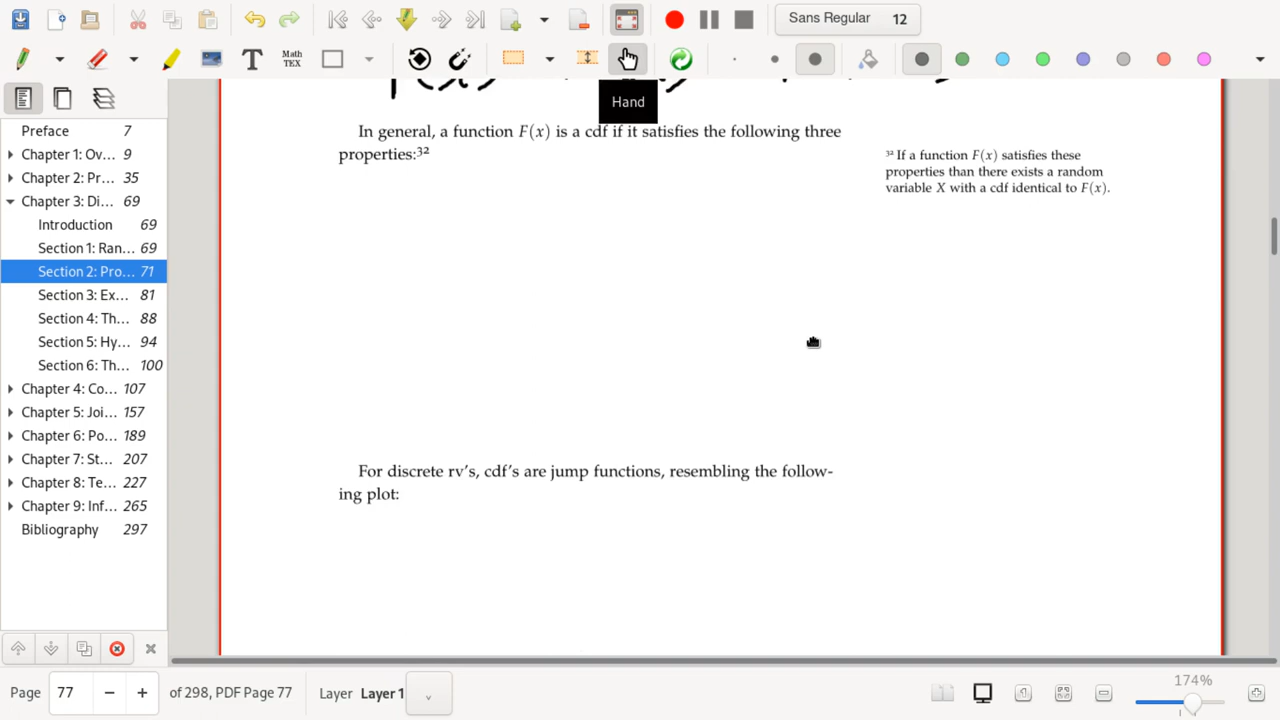 Sans Regular 12
Math
TEX
Hand
Preface 7
Chapter 1: Ov... 9
Chapter 2: Pr... 35
Chapter 3: Di... 69
Introduction 69
Section 1: Ran... 69
Section 2: Pro... 71
Section 3: Ex... 81
Section 4: Th... 88
Section 5: Hy... 94
Section 6: Th... 100
Chapter 4: Co... 107
Chapter 5: Joi... 157
Chapter 6: Po... 189
Chapter 7: St... 207
Chapter 8: Te... 227
Chapter 9: Inf... 265
Bibliography 297
In general, a function F(x) is a cdf if it satisfies the following three
properties:³²
³² If a function F(x) satisfies these
properties than there exists a random
variable X with a cdf identical to F(x).
For discrete rv's, cdf's are jump functions, resembling the follow-
ing plot:
Page 77 of 298, PDF Page 77 Layer Layer 1 174%